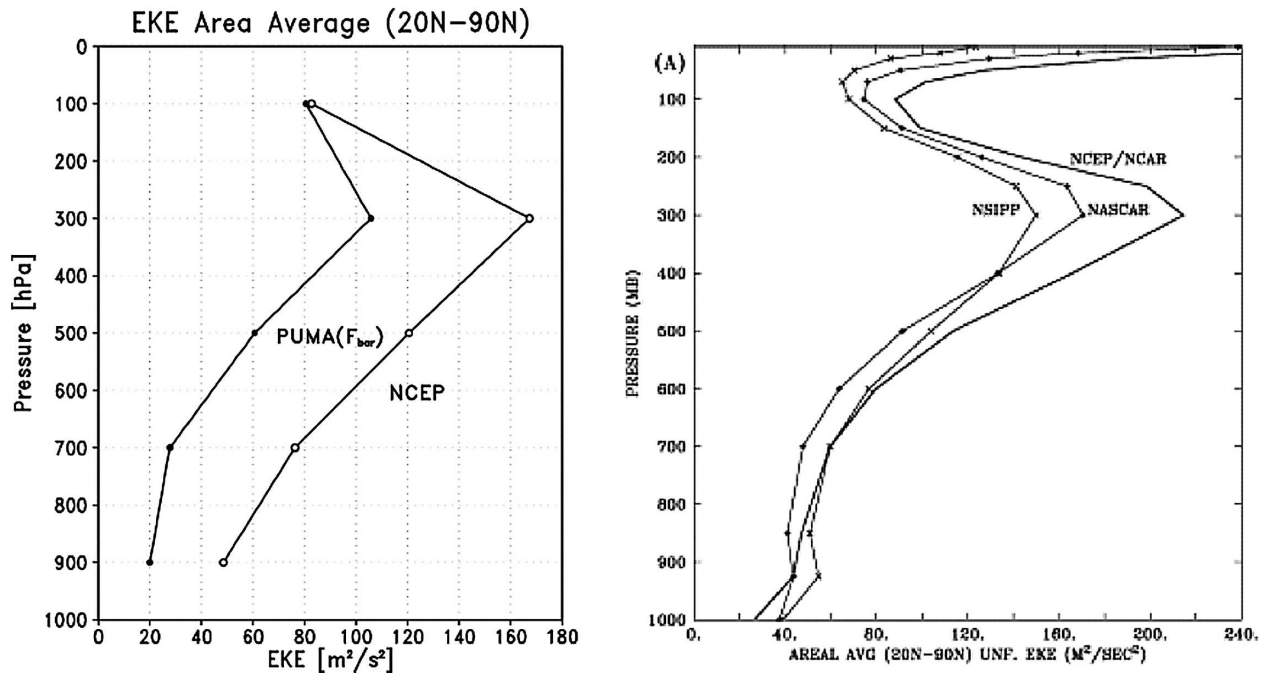 EKE Area Average (20N−90N)
0
100
200
300
400
500
600
700
800
900
1000
Pressure [hPa]
PUMA(F_bar)
NCEP
0 20 40 60 80 100 120 140 160 180
EKE [m²/s²]
(A)
0
100
200
300
400
500
600
700
800
900
1000
PRESSURE (MB)
NCEP/NCAR
NSIPP NASCAR
0. 40. 80. 120. 160. 200. 240.
AREAL AVG (20N−90N) UNF. EKE (M²/SEC²)